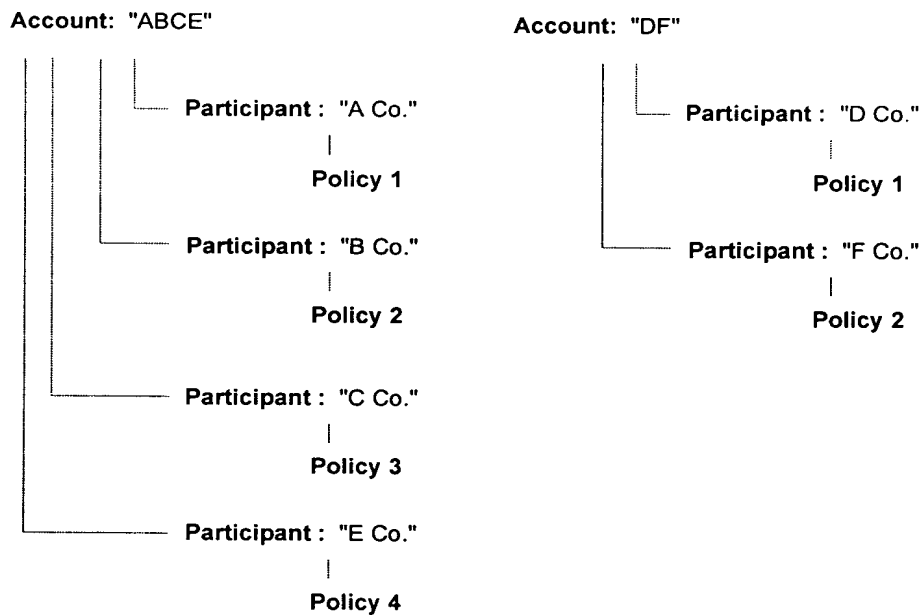 Account: "ABCE"
Participant : "A Co."
Policy 1
Participant : "B Co."
Policy 2
Participant : "C Co."
Policy 3
Participant : "E Co."
Policy 4
Account: "DF"
Participant : "D Co."
Policy 1
Participant : "F Co."
Policy 2